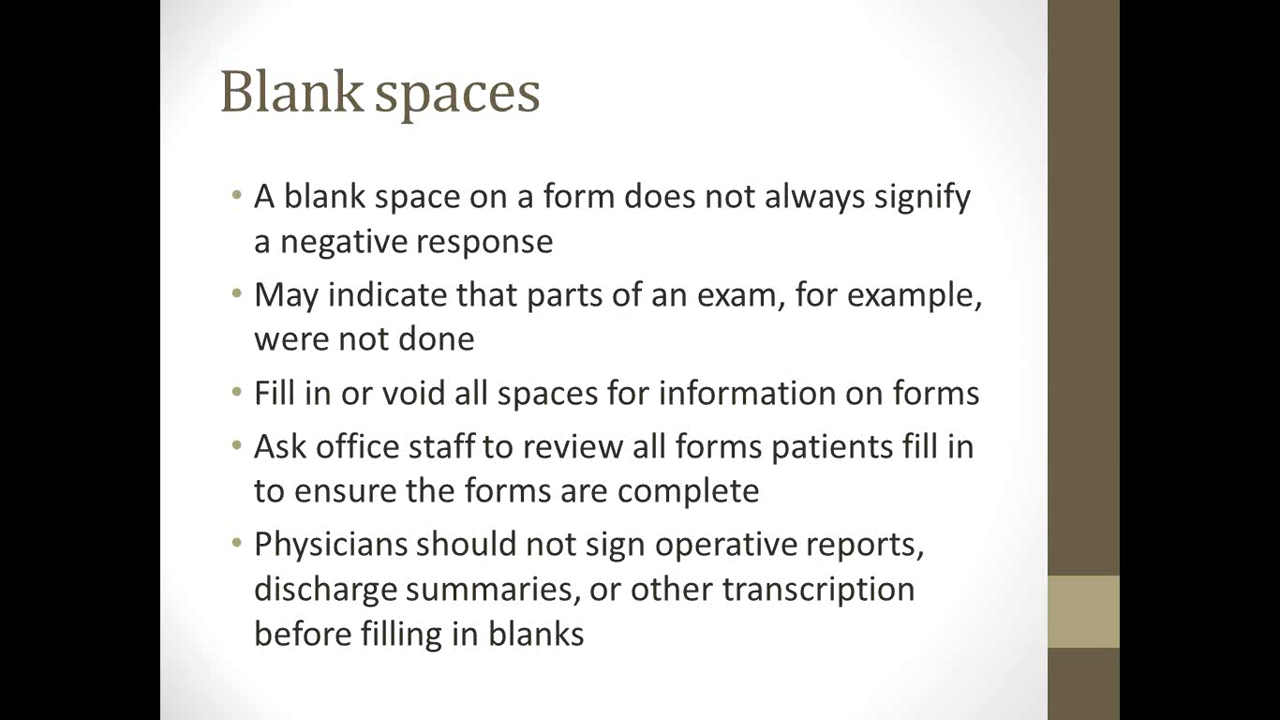 Blank spaces
• A blank space on a form does not always signify
a negative response
• May indicate that parts of an exam, for example,
were not done
• Fill in or void all spaces for information on forms
• Ask office staff to review all forms patients fill in
to ensure the forms are complete
• Physicians should not sign operative reports,
discharge summaries, or other transcription
before filling in blanks